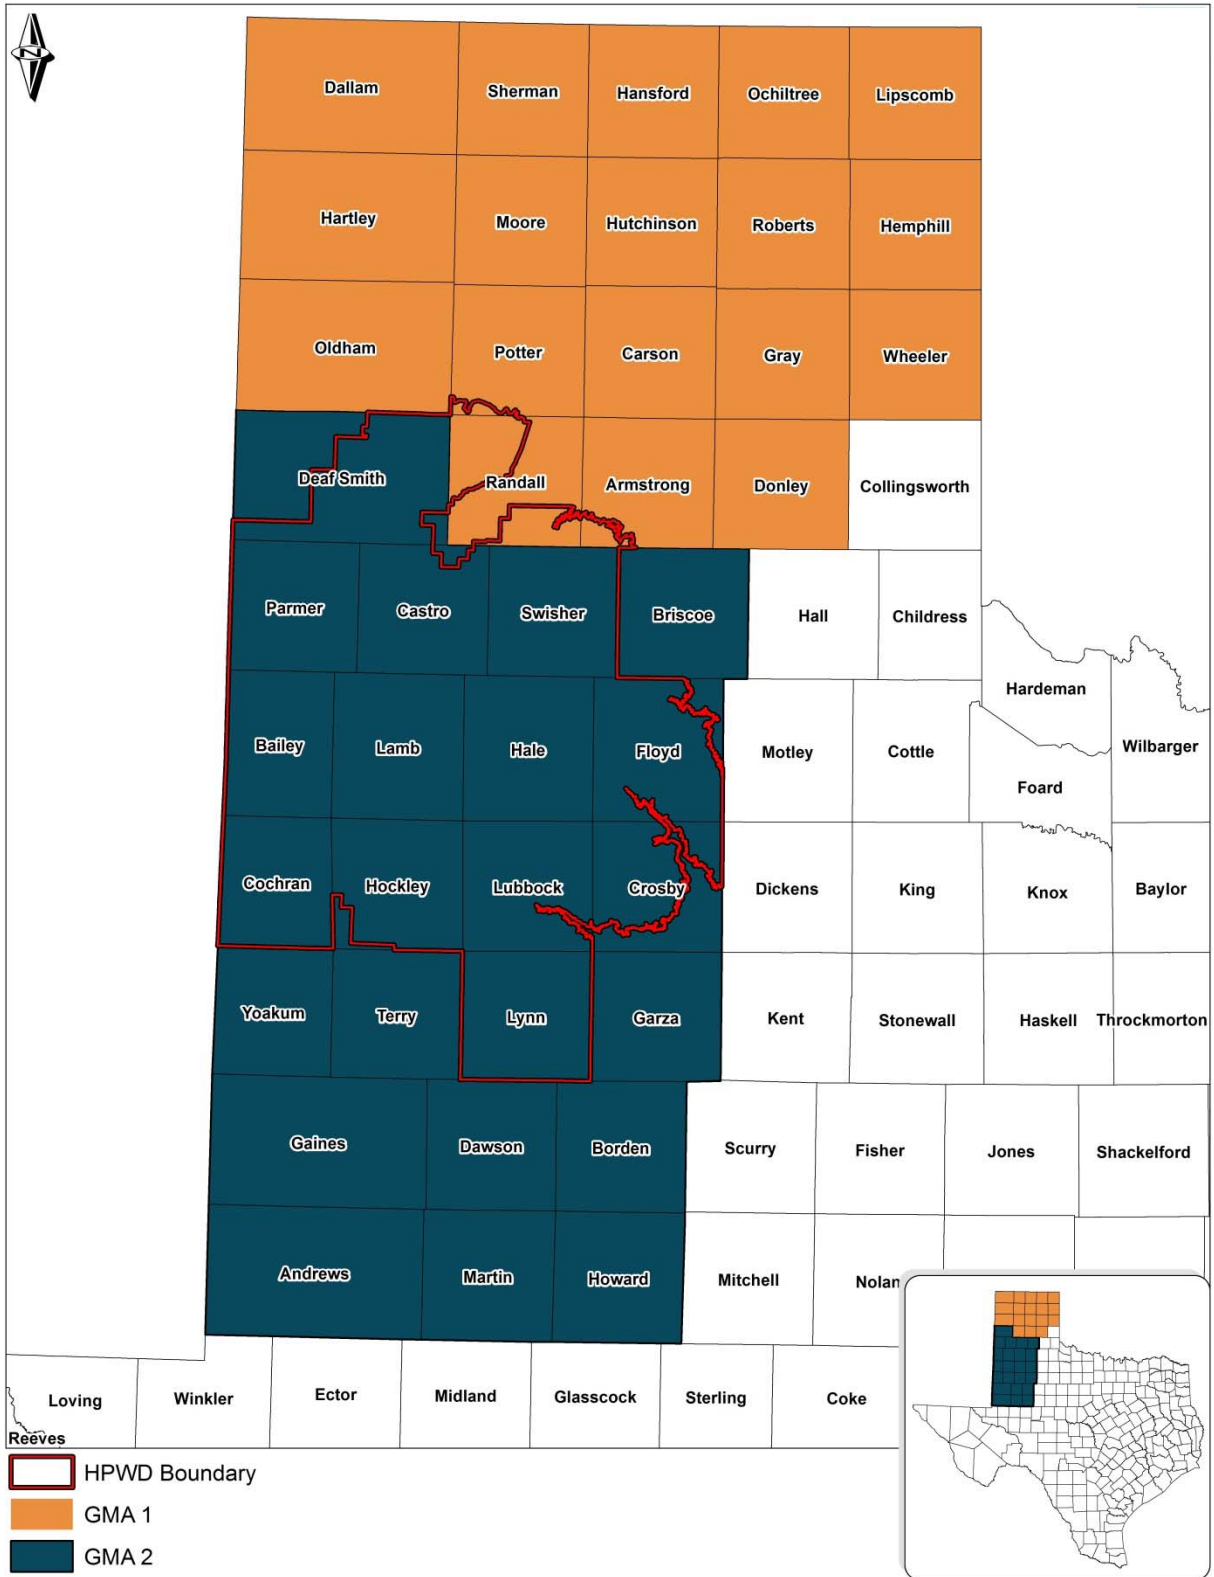 N
Dallam
Sherman
Hansford
Ochiltree
Lipscomb
Hartley
Moore
Hutchinson
Roberts
Hemphill
Oldham
Potter
Carson
Gray
Wheeler
Deaf Smith
Randall
Armstrong
Donley
Collingsworth
Parmer
Castro
Swisher
Briscoe
Hall
Childress
Hardeman
Bailey
Lamb
Hale
Floyd
Motley
Cottle
Wilbarger
Foard
Cochran
Hockley
Lubbock
Crosby
Dickens
King
Knox
Baylor
Yoakum
Terry
Lynn
Garza
Kent
Stonewall
Haskell
Throckmorton
Gaines
Dawson
Borden
Scurry
Fisher
Jones
Shackelford
Andrews
Martin
Howard
Mitchell
Nolan
Loving
Winkler
Ector
Midland
Glasscock
Sterling
Coke
Reeves
HPWD Boundary
GMA 1
GMA 2